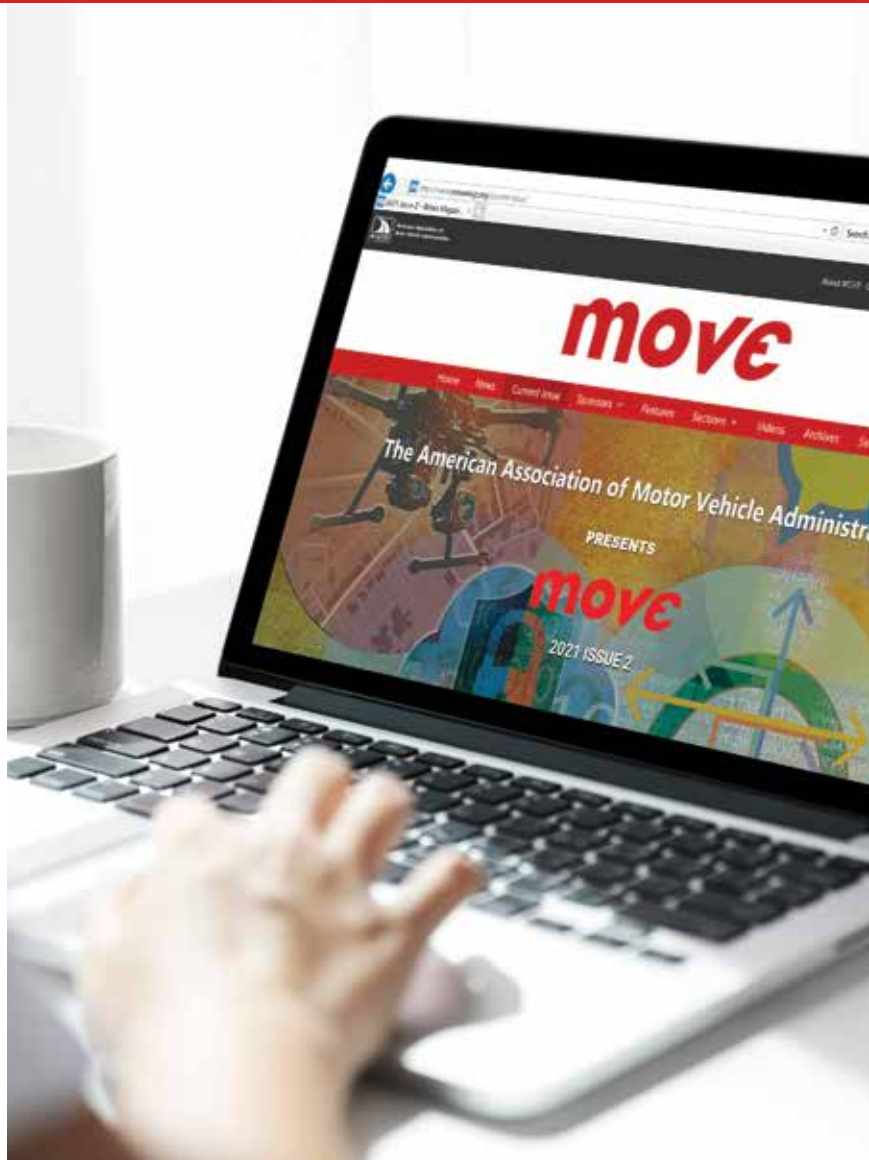 move
Home News Current Issue Sponsors Features Sections Videos Archives
The American Association of Motor Vehicle Administra
PRESENTS
move
2021 ISSUE 2